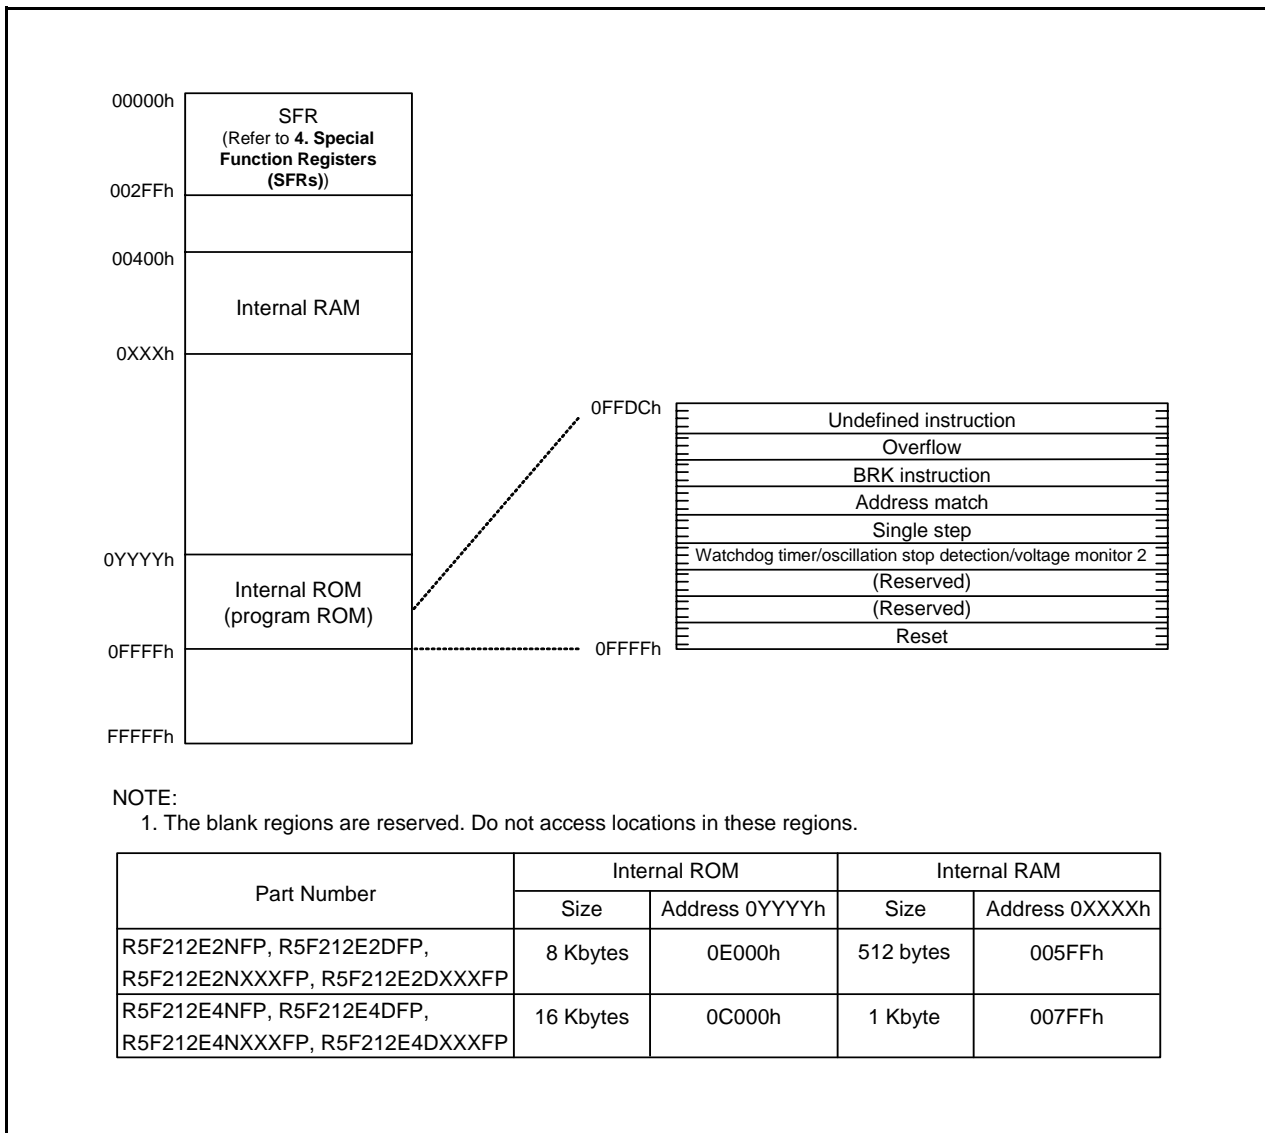 00000h
SFR
(Refer to 4. Special
Function Registers
(SFRs))
002FFh
00400h
Internal RAM
0XXXh
0YYYYh
Internal ROM
(program ROM)
0FFFFh
FFFFFh
0FFDCh
Undefined instruction
Overflow
BRK instruction
Address match
Single step
Watchdog timer/oscillation stop detection/voltage monitor 2
(Reserved)
(Reserved)
Reset
0FFFFh
NOTE:
1. The blank regions are reserved. Do not access locations in these regions.
Part Number Internal ROM Internal RAM
Size Address 0YYYYh Size Address 0XXXXh
R5F212E2NFP, R5F212E2DFP,
R5F212E2NXXXFP, R5F212E2DXXXFP 8 Kbytes 0E000h 512 bytes 005FFh
R5F212E4NFP, R5F212E4DFP,
R5F212E4NXXXFP, R5F212E4DXXXFP 16 Kbytes 0C000h 1 Kbyte 007FFh